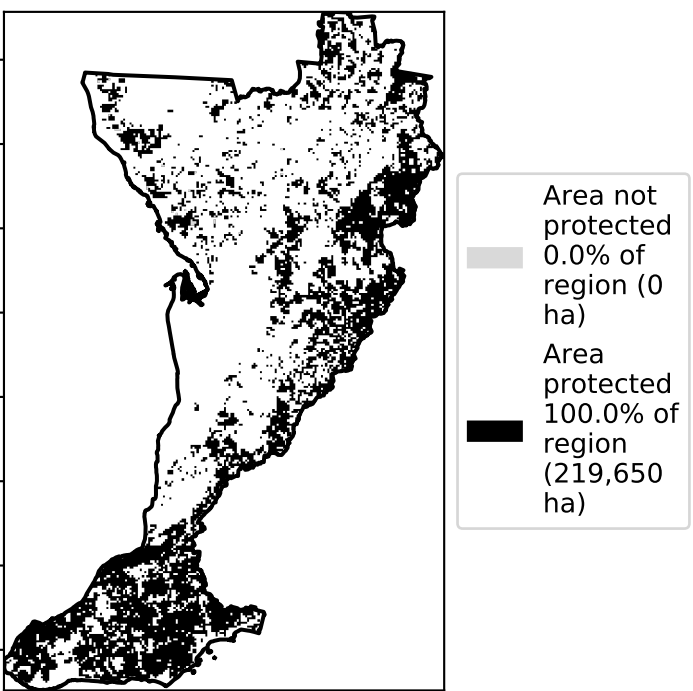 Area not
protected
0.0% of
region (0
ha)
Area
protected
100.0% of
region
(219,650
ha)